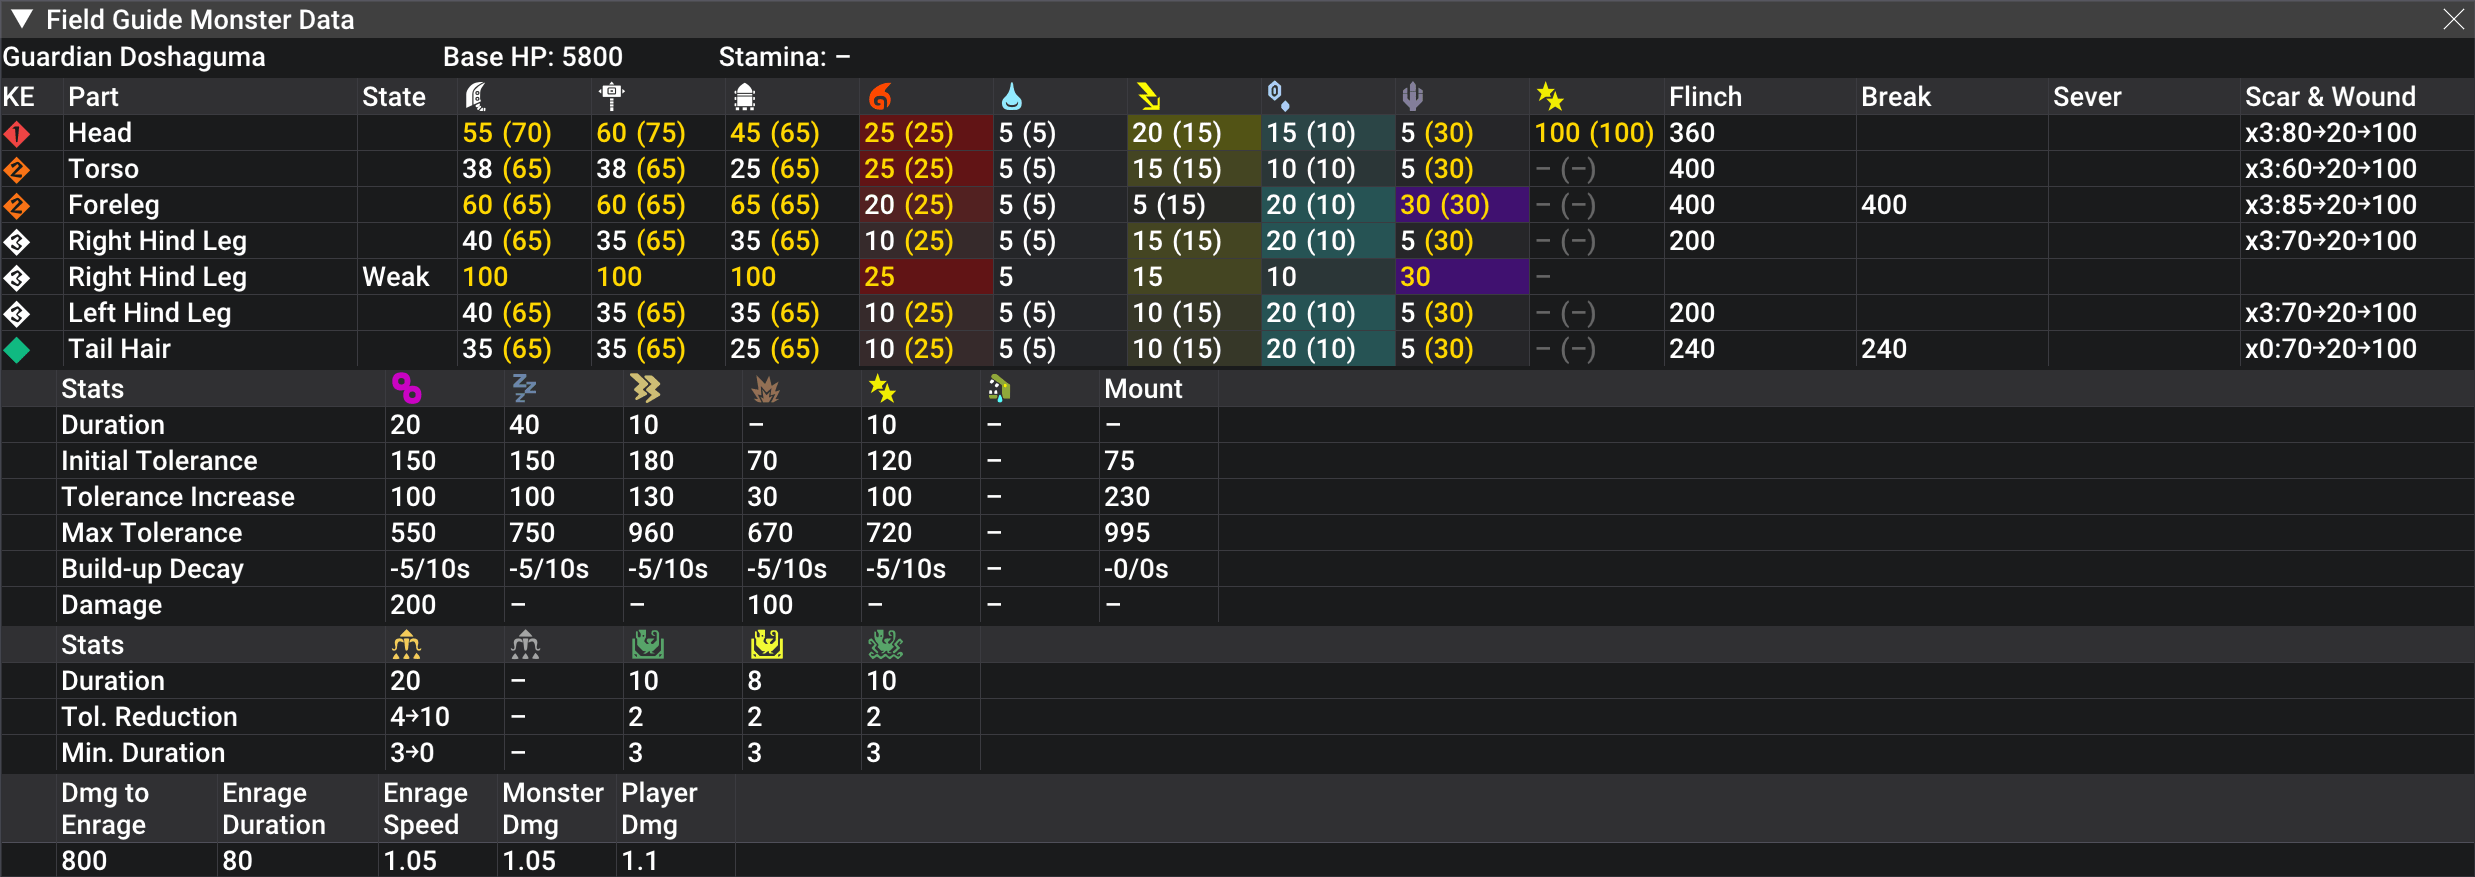 Field Guide Monster Data
Guardian Doshaguma Base HP: 5800 Stamina: –
KE Part State Flinch Break Sever Scar & Wound
1 Head 55 (70) 60 (75) 45 (65) 25 (25) 5 (5) 20 (15) 15 (10) 5 (30) 100 (100) 360 x3:80→20→100
2 Torso 38 (65) 38 (65) 25 (65) 25 (25) 5 (5) 15 (15) 10 (10) 5 (30) – (–) 400 x3:60→20→100
2 Foreleg 60 (65) 60 (65) 65 (65) 20 (25) 5 (5) 5 (15) 20 (10) 30 (30) – (–) 400 400 x3:85→20→100
3 Right Hind Leg 40 (65) 35 (65) 35 (65) 10 (25) 5 (5) 15 (15) 20 (10) 5 (30) – (–) 200 x3:70→20→100
3 Right Hind Leg Weak 100 100 100 25 5 15 10 30 –
3 Left Hind Leg 40 (65) 35 (65) 35 (65) 10 (25) 5 (5) 10 (15) 20 (10) 5 (30) – (–) 200 x3:70→20→100
Tail Hair 35 (65) 35 (65) 25 (65) 10 (25) 5 (5) 10 (15) 20 (10) 5 (30) – (–) 240 240 x0:70→20→100
Stats Mount
Duration 20 40 10 – 10 – –
Initial Tolerance 150 150 180 70 120 – 75
Tolerance Increase 100 100 130 30 100 – 230
Max Tolerance 550 750 960 670 720 – 995
Build-up Decay -5/10s -5/10s -5/10s -5/10s -5/10s – -0/0s
Damage 200 – – 100 – – –
Stats
Duration 20 – 10 8 10
Tol. Reduction 4→10 – 2 2 2
Min. Duration 3→0 – 3 3 3
Dmg to Enrage Enrage Monster Player
Enrage Duration Speed Dmg Dmg
800 80 1.05 1.05 1.1